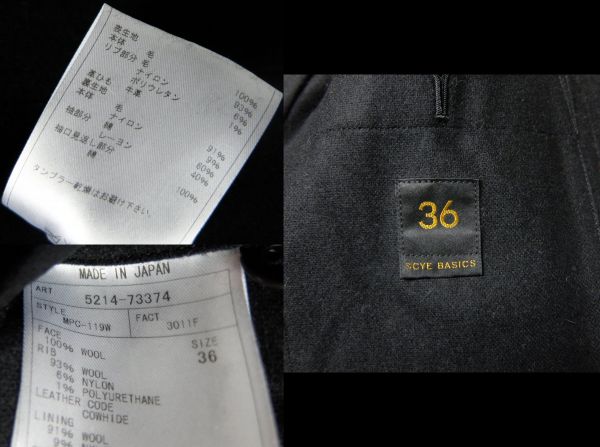 表生地
本体 毛 100%
リブ部分 毛 93%
ナイロン 6%
ポリウレタン 1%
革ひも 牛革
裏生地
本体 毛 91%
ナイロン 9%
袖部分 綿 60%
レーヨン 40%
袖口見返し部分
綿 100%
タンブラー乾燥はお避け下さい。
36
SCYE BASICS
MADE IN JAPAN
ART 5214-73374
STYLE MPC-119W FACT 3011F
FACE SIZE
100% WOOL 36
RIB
93% WOOL
6% NYLON
1% POLYURETHANE
LEATHER CODE
COWHIDE
LINING
91% WOOL
9% NYLON